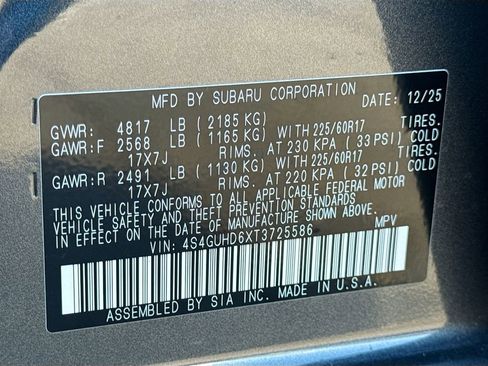 MFD BY SUBARU CORPORATION DATE: 12/25
GVWR: 4817 LB (2185 KG)
GAWR:F 2568 LB (1165 KG) WITH 225/60R17 TIRES.
17X7J RIMS. AT 230 KPA (33 PSI) COLD
GAWR:R 2491 LB (1130 KG) WITH 225/60R17 TIRES.
17X7J RIMS. AT 220 KPA (32 PSI) COLD
THIS VEHICLE CONFORMS TO ALL APPLICABLE FEDERAL MOTOR
VEHICLE SAFETY AND THEFT PREVENTION STANDARDS IN
EFFECT ON THE DATE OF MANUFACTURE SHOWN ABOVE.
VIN: 4S4GUHD6XT3725586 MPV
ASSEMBLED BY SIA INC. MADE IN U.S.A.